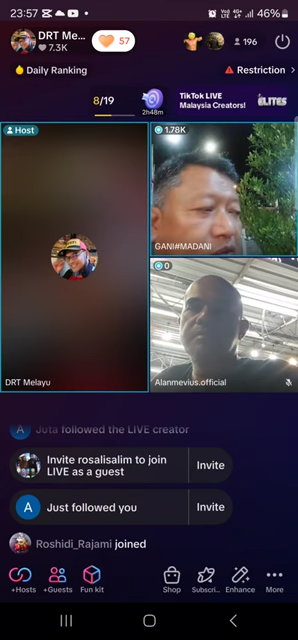 23:57
46%
DRT Me...
7.3K
57
196
Daily Ranking
Restriction
8/19
2h48m
TikTok LIVE
Malaysia Creators!
ELITES
Host
1.78K
GANI#MADANI
0
DRT Melayu
Alanmevius.official
A
Juta followed the LIVE creator
Invite rosalisalim to join
LIVE as a guest
Invite
A
Just followed you
Invite
Roshidi_Rajami joined
+Hosts
+Guests
Fun kit
Shop
Subscri...
Enhance
More